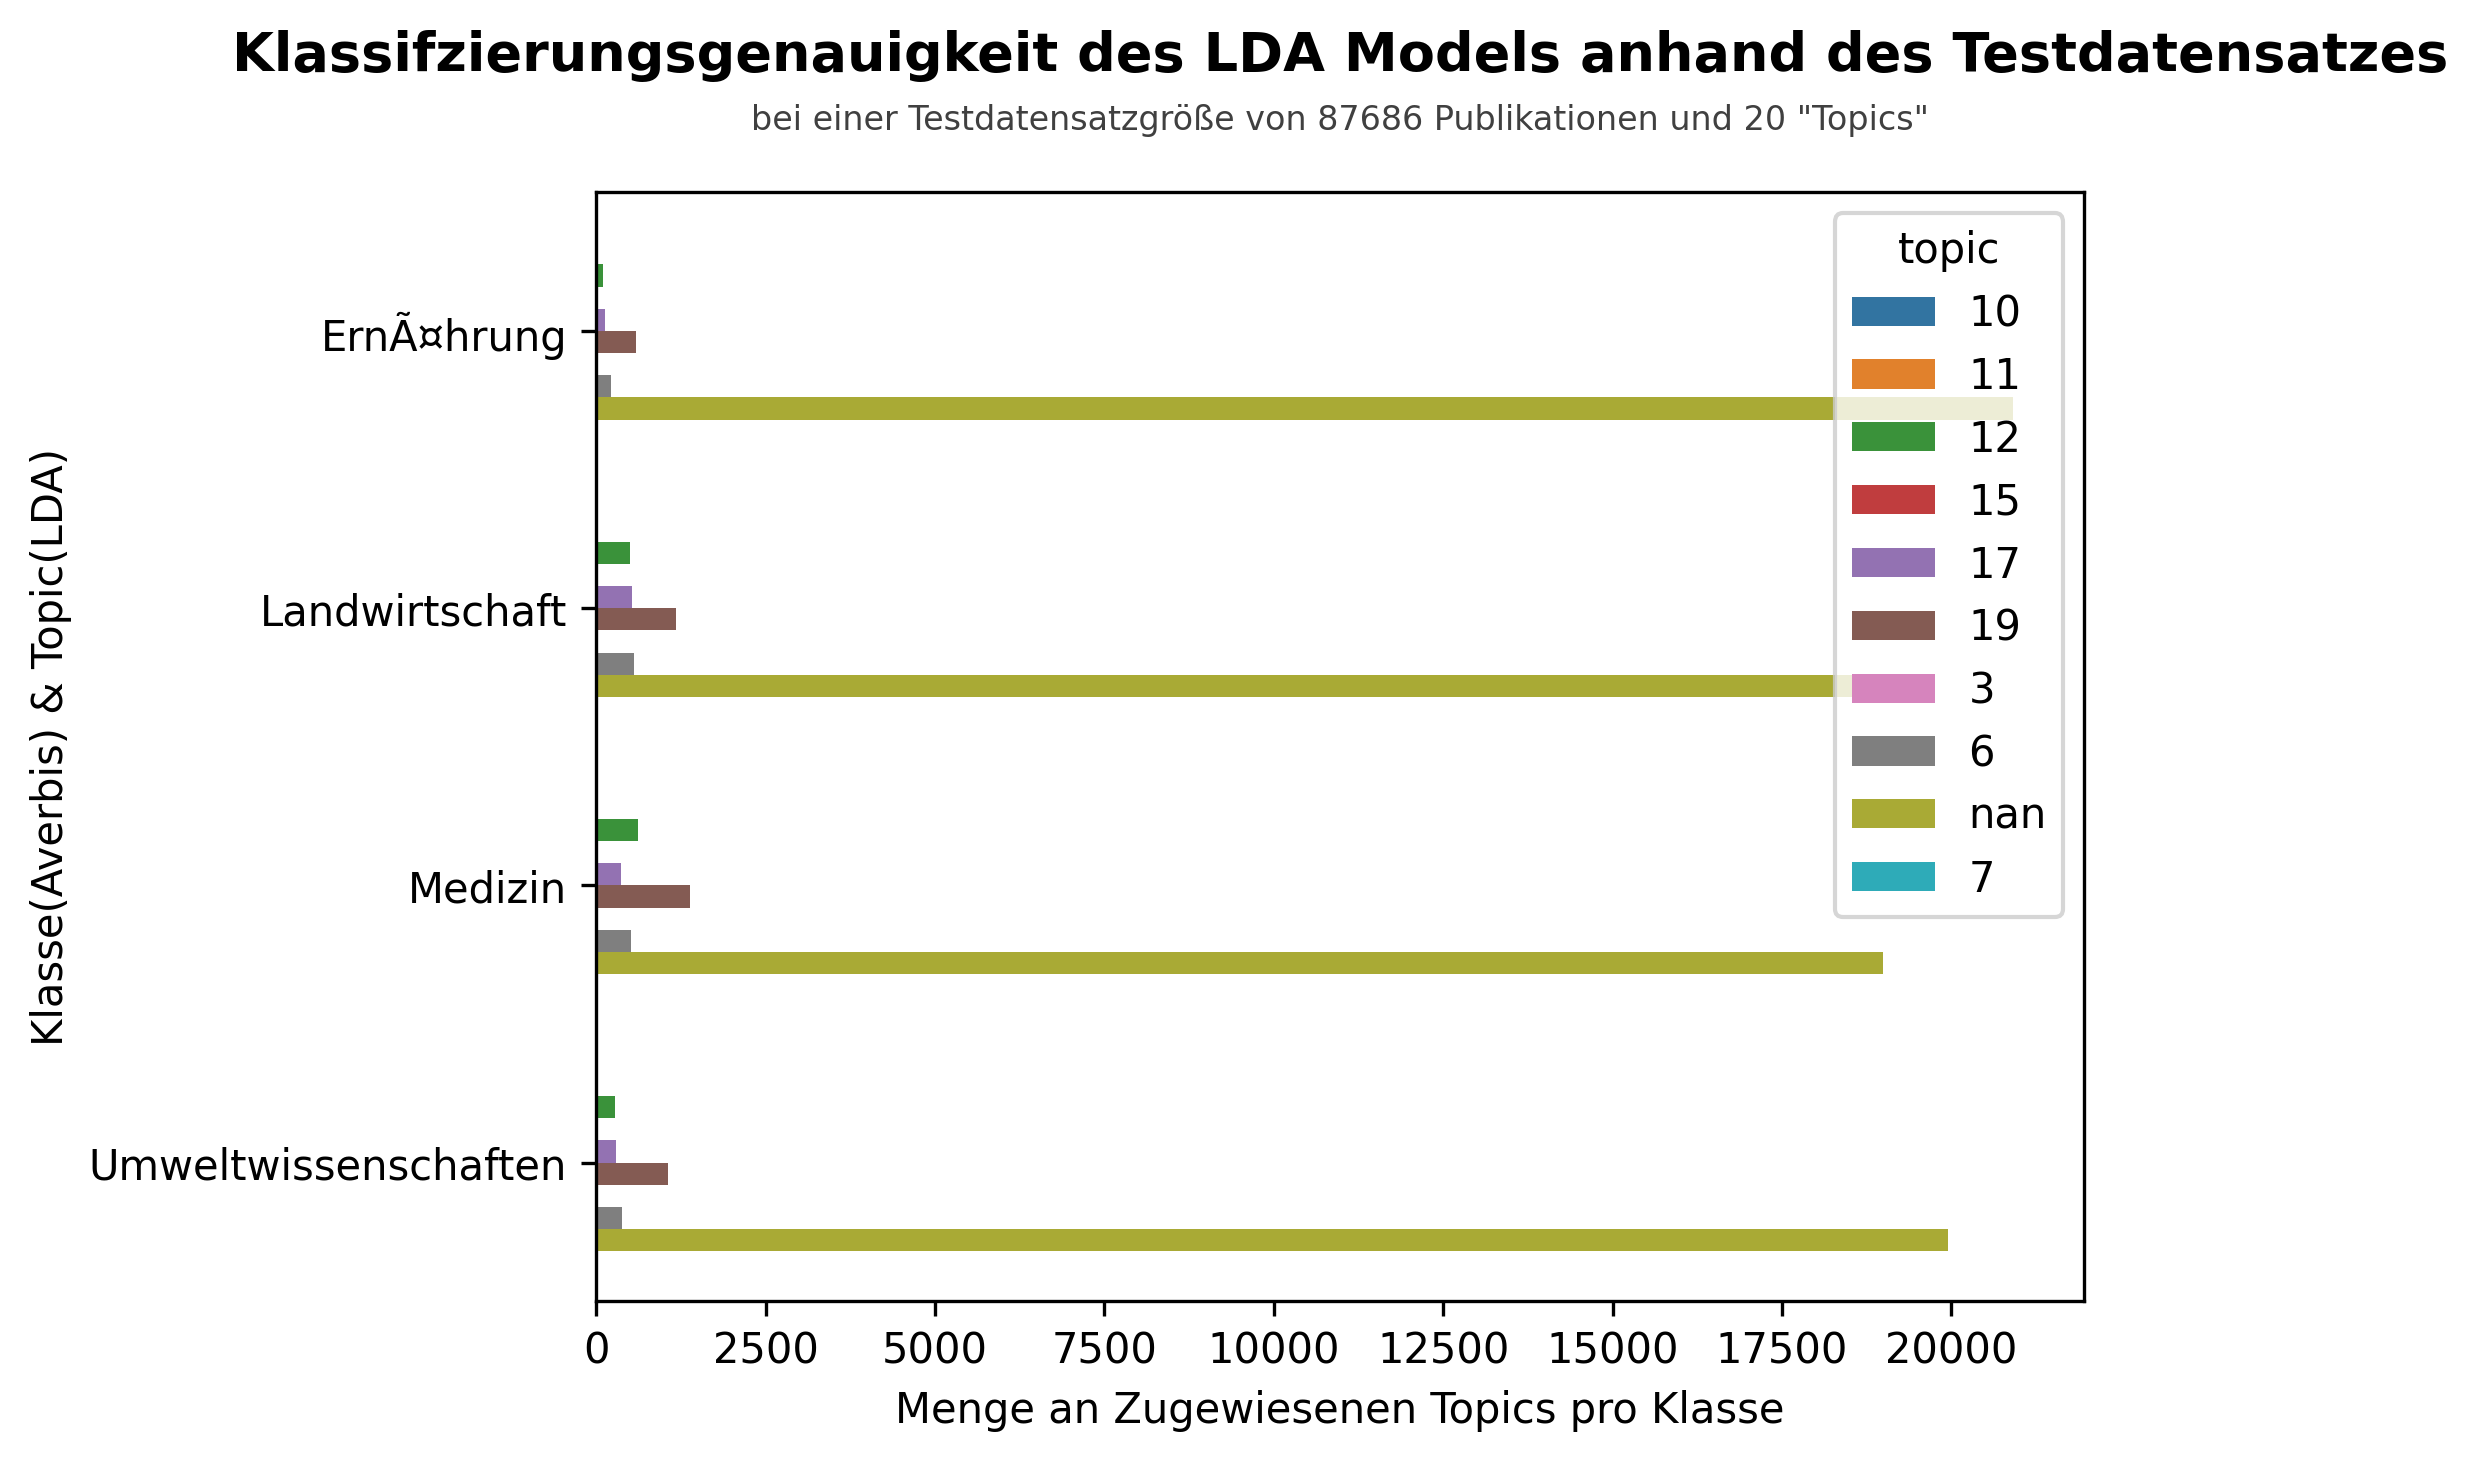 Klassifzierungsgenauigkeit des LDA Models anhand des Testdatensatzes
bei einer Testdatensatzgröße von 87686 Publikationen und 20 "Topics"
topic
10
11
12
15
17
19
3
6
nan
7
Klasse(Averbis) & Topic(LDA)
ErnÃ¤hrung
Landwirtschaft
Medizin
Umweltwissenschaften
0 2500 5000 7500 10000 12500 15000 17500 20000
Menge an Zugewiesenen Topics pro Klasse